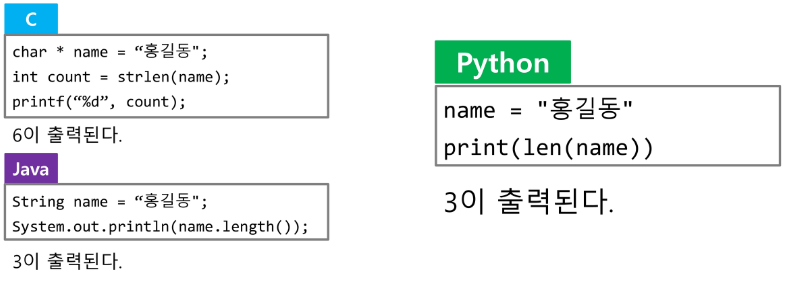 C
char * name = “홍길동";
int count = strlen(name);
printf(“%d”, count);
6이 출력된다.
Java
String name = “홍길동";
System.out.println(name.length());
3이 출력된다.
Python
name = "홍길동"
print(len(name))
3이 출력된다.